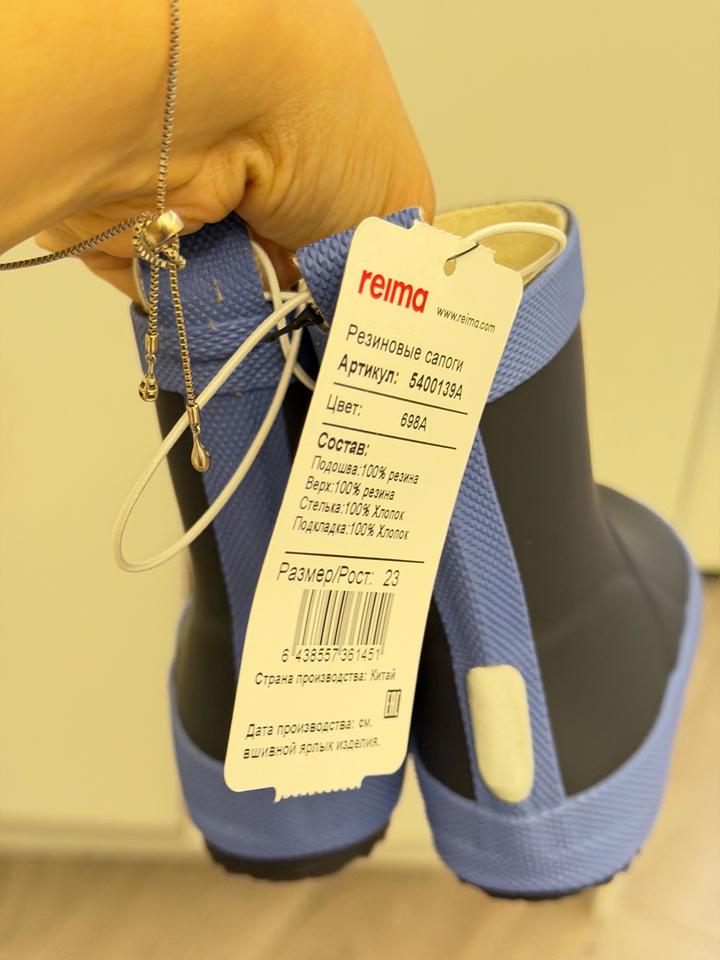 reima www.reima.com
Резиновые сапоги
Артикул: 5400139A
Цвет: 698A
Состав:
Подошва:100% резина
Верх:100% резина
Стелька:100% Хлопок
Подкладка:100% Хлопок
Размер/Рост: 23
6 438557 361451
Страна производства: Китай
EAC
Дата производства: см.
вшивной ярлык изделия.